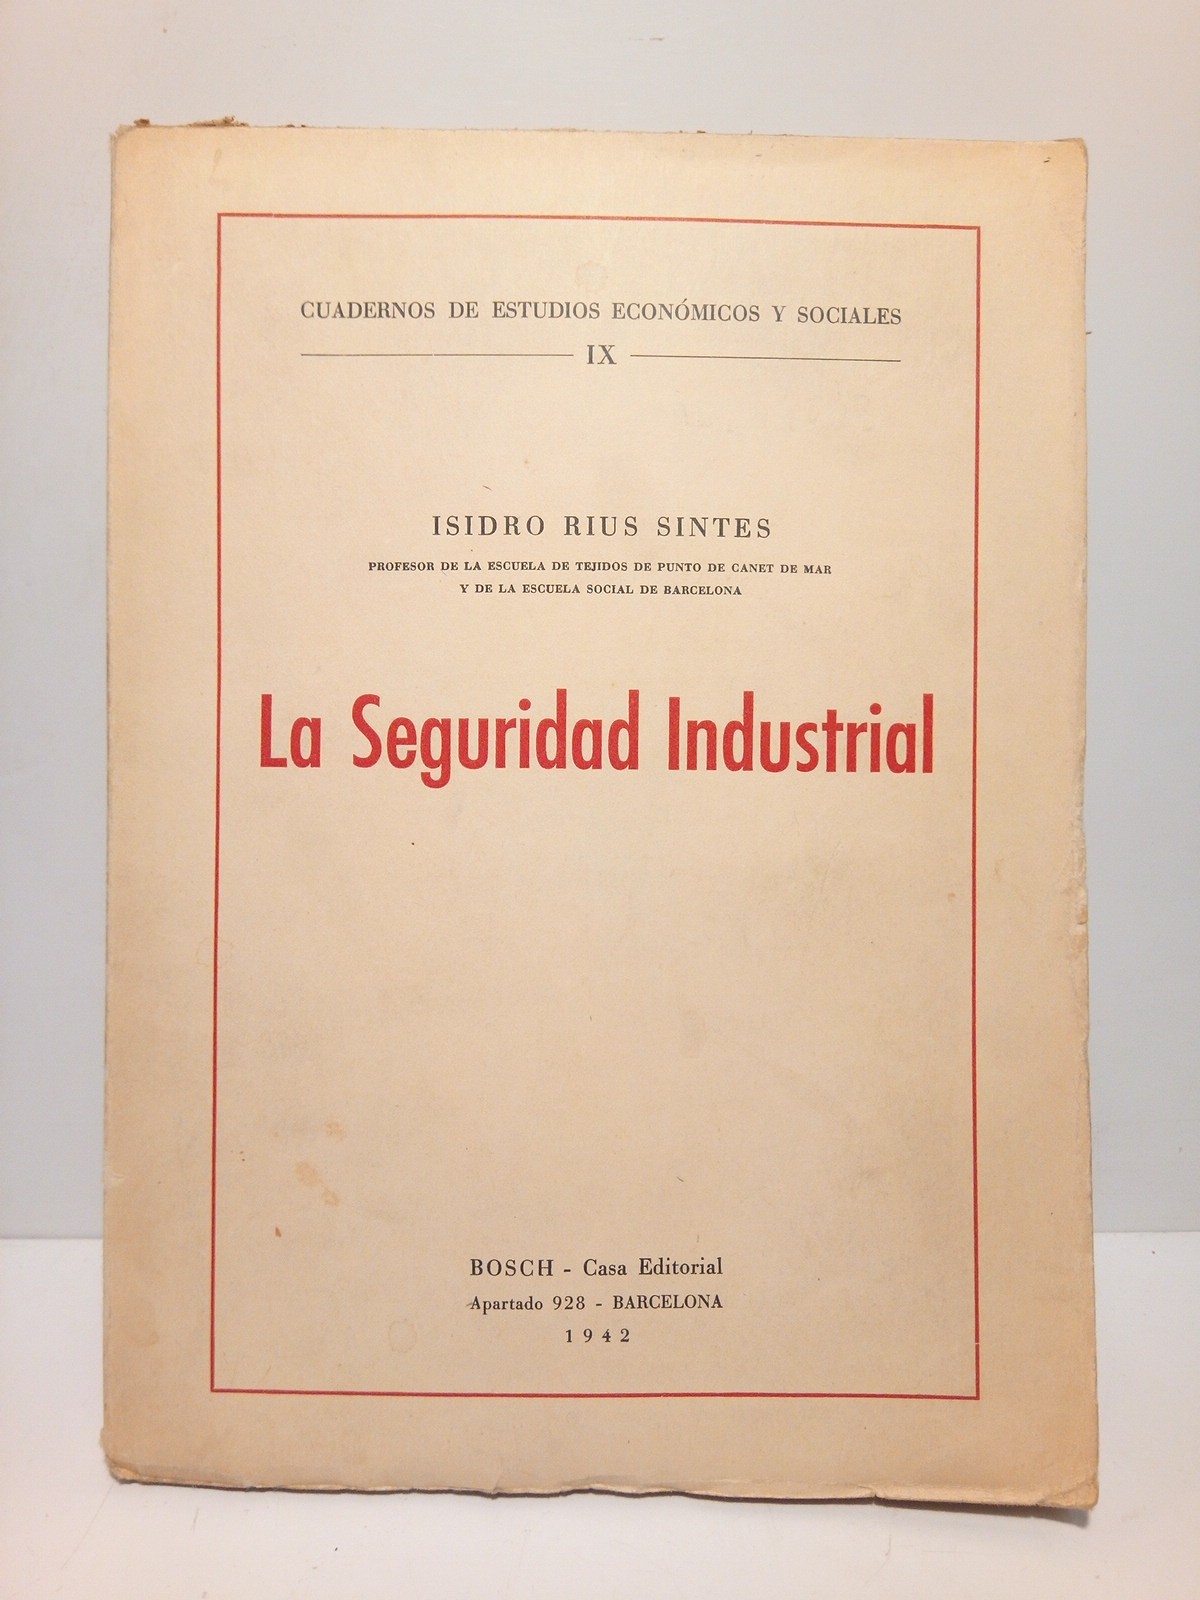 CUADERNOS DE ESTUDIOS ECONÓMICOS Y SOCIALES
IX
ISIDRO RIUS SINTES
PROFESOR DE LA ESCUELA DE TEJIDOS DE PUNTO DE CANET DE MAR
Y DE LA ESCUELA SOCIAL DE BARCELONA
La Seguridad Industrial
BOSCH - Casa Editorial
Apartado 928 - BARCELONA
1942